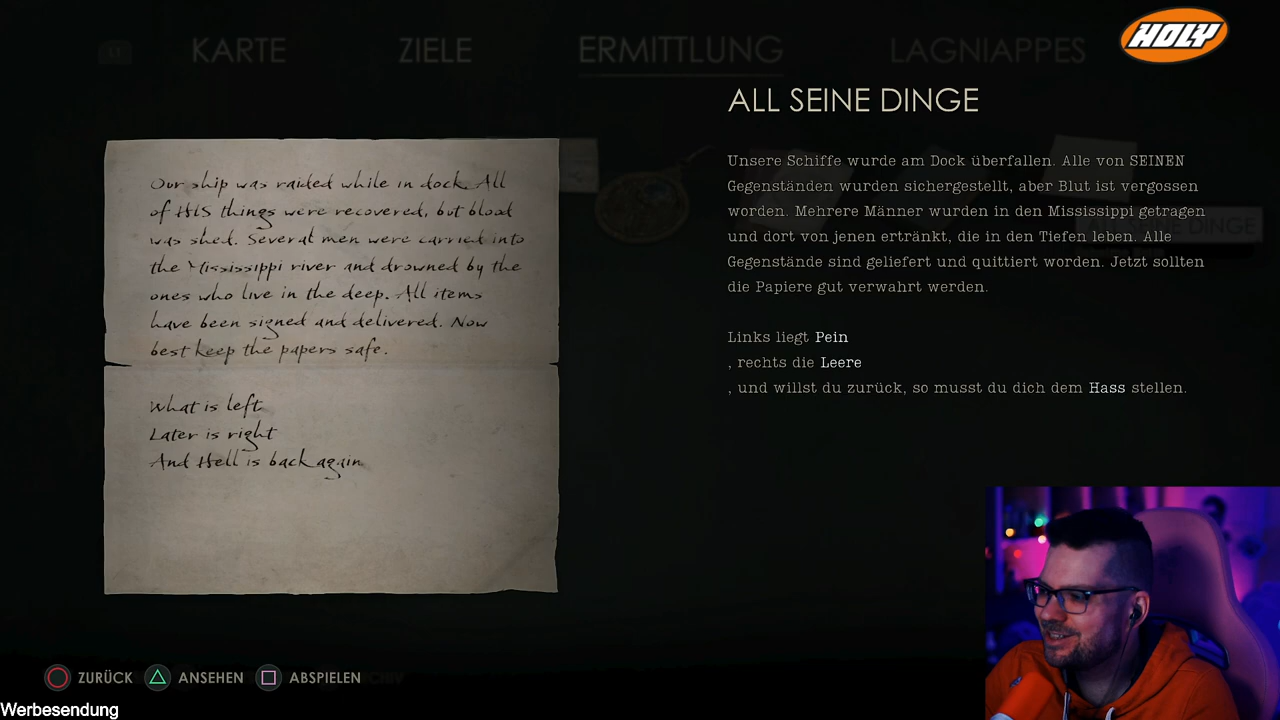 KARTE
ZIELE
ERMITTLUNG
LAGNIAPPES
HOLY
ALL SEINE DINGE
Our ship was raided while in dock. All
of HIS things were recovered, but blood
was shed. Several men were carried into
the Mississippi river and drowned by the
ones who live in the deep. All items
have been signed and delivered. Now
best keep the papers safe.
What is left
Later is right
And Hell is back again
Unsere Schiffe wurde am Dock überfallen. Alle von SEINEN
Gegenständen wurden sichergestellt, aber Blut ist vergossen
worden. Mehrere Männer wurden in den Mississippi getragen
und dort von jenen ertränkt, die in den Tiefen leben. Alle
Gegenstände sind geliefert und quittiert worden. Jetzt sollten
die Papiere gut verwahrt werden.
Links liegt Pein
, rechts die Leere
, und willst du zurück, so musst du dich dem Hass stellen.
ALL SEINE DINGE
ZURÜCK
ANSEHEN
ABSPIELEN
Werbesendung